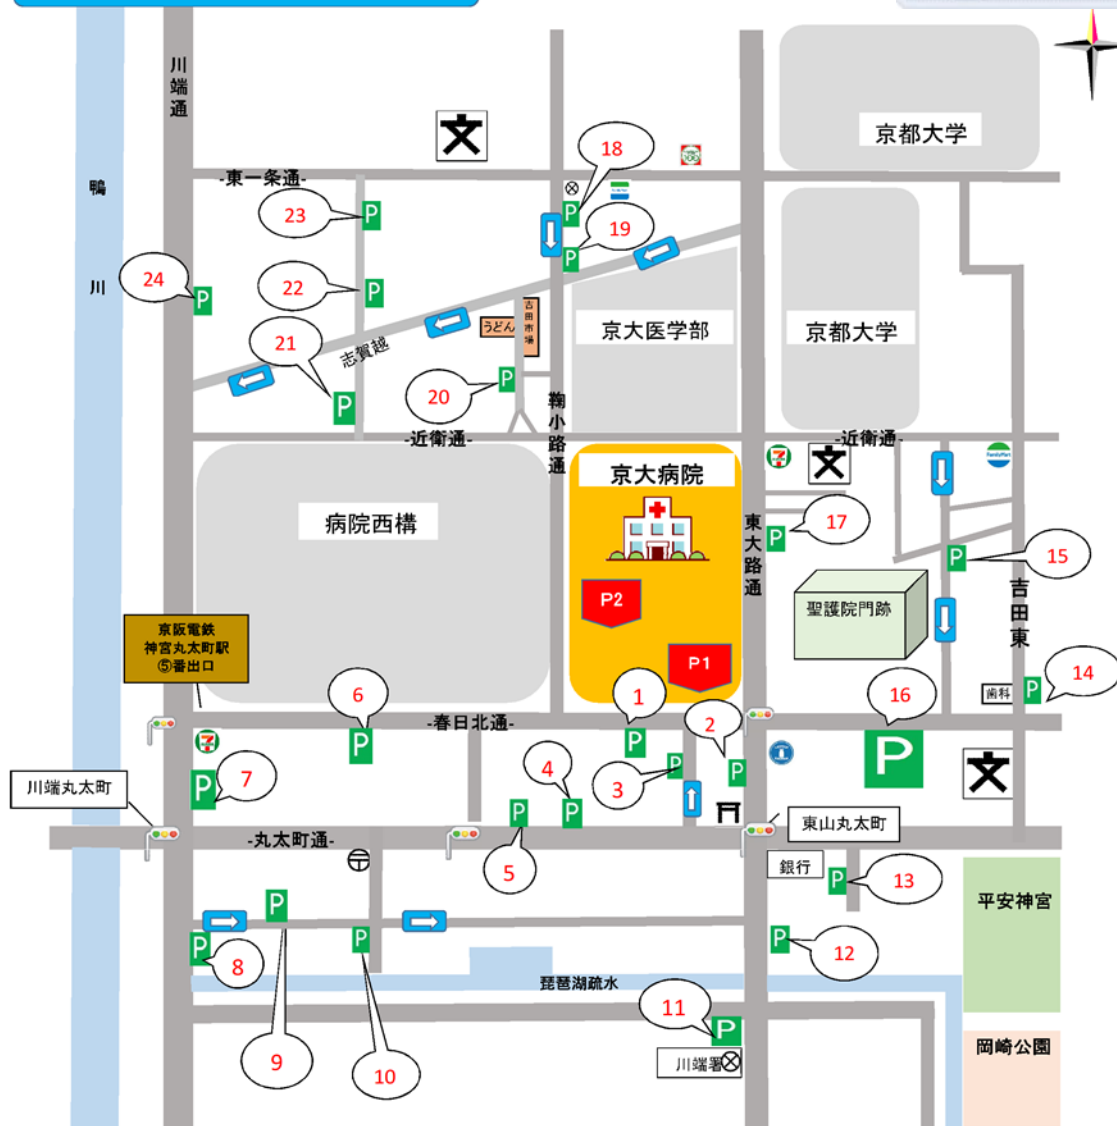 川端通
京都大学
文
18
-東一条通-
鴨川
23
P
P
19
P
24
P
22
P
吉田市場
うどん
京大医学部
京都大学
21
志賀越
P
20
P
鞠小路通
-近衛通-
-近衛通-
京大病院
7
文
FamilyMart
病院西構
17
P
東大路通
15
P
P2
聖護院門跡
吉田東
京阪電鉄
神宮丸太町駅
⑤番出口
P1
14
歯科
P
6
1
16
-春日北通-
2
P
P
P
7
P
3
P
P
文
川端丸太町
7
P
4
P
P
東山丸太町
-丸太町通-
5
〒
銀行
P
13
平安神宮
P
P
8
P
P
12
琵琶湖疏水
11
P
岡崎公園
9
10
川端署